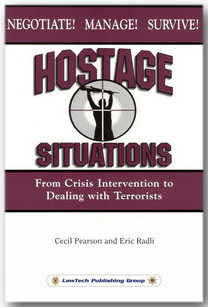 NEGOTIATE! MANAGE! SURVIVE!
HOSTAGE
SITUATIONS
From Crisis Intervention to
Dealing with Terrorists
Cecil Pearson and Eric Radli
LawTech Publishing Group